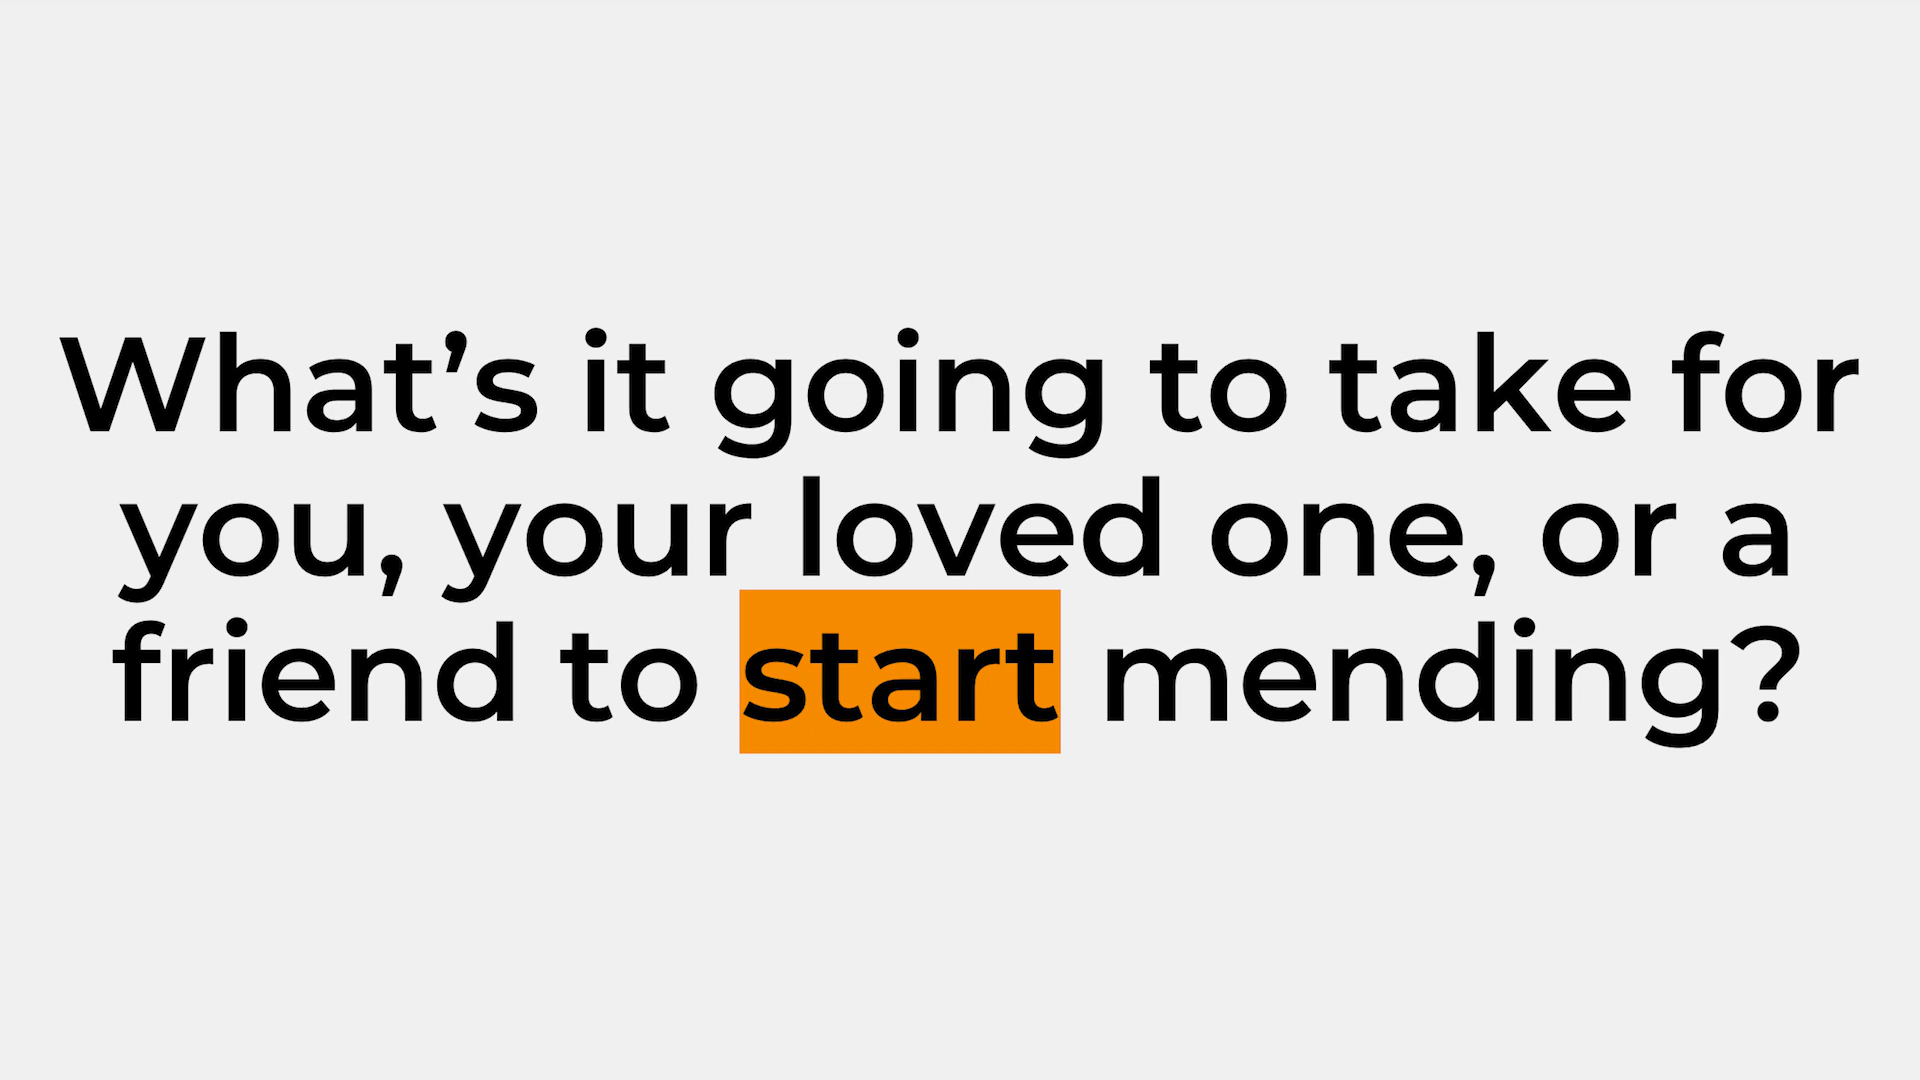 What’s it going to take for
you, your loved one, or a
friend to start mending?